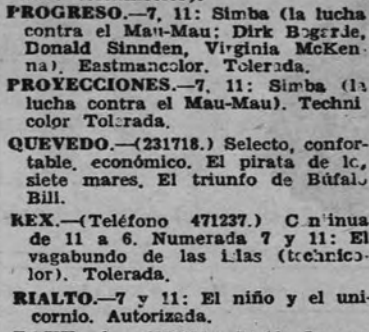 PROGRESO.—7, 11: Simba (la lucha
contra el Mau-Mau: Dirk
Donald Sinnden, Virginia McKen-
na). Eastmancolor. Tolerada.
PROYECCIONES.—7, 11: Simba (la
lucha contra el Mau-Mau). Techni
color Tolerada.
QUEVEDO.—(231718.) Selecto, confor-
table, económico. El pirata de
siete mares. El triunfo de Búfalo
Bill.
REX.—(Teléfono 471237.)
de 11 a 6. Numerada 7 y 11: El
vagabundo de las islas (technico-
lor). Tolerada.
RIALTO.—7 y 11: El niño y el uni-
cornio. Autorizada.